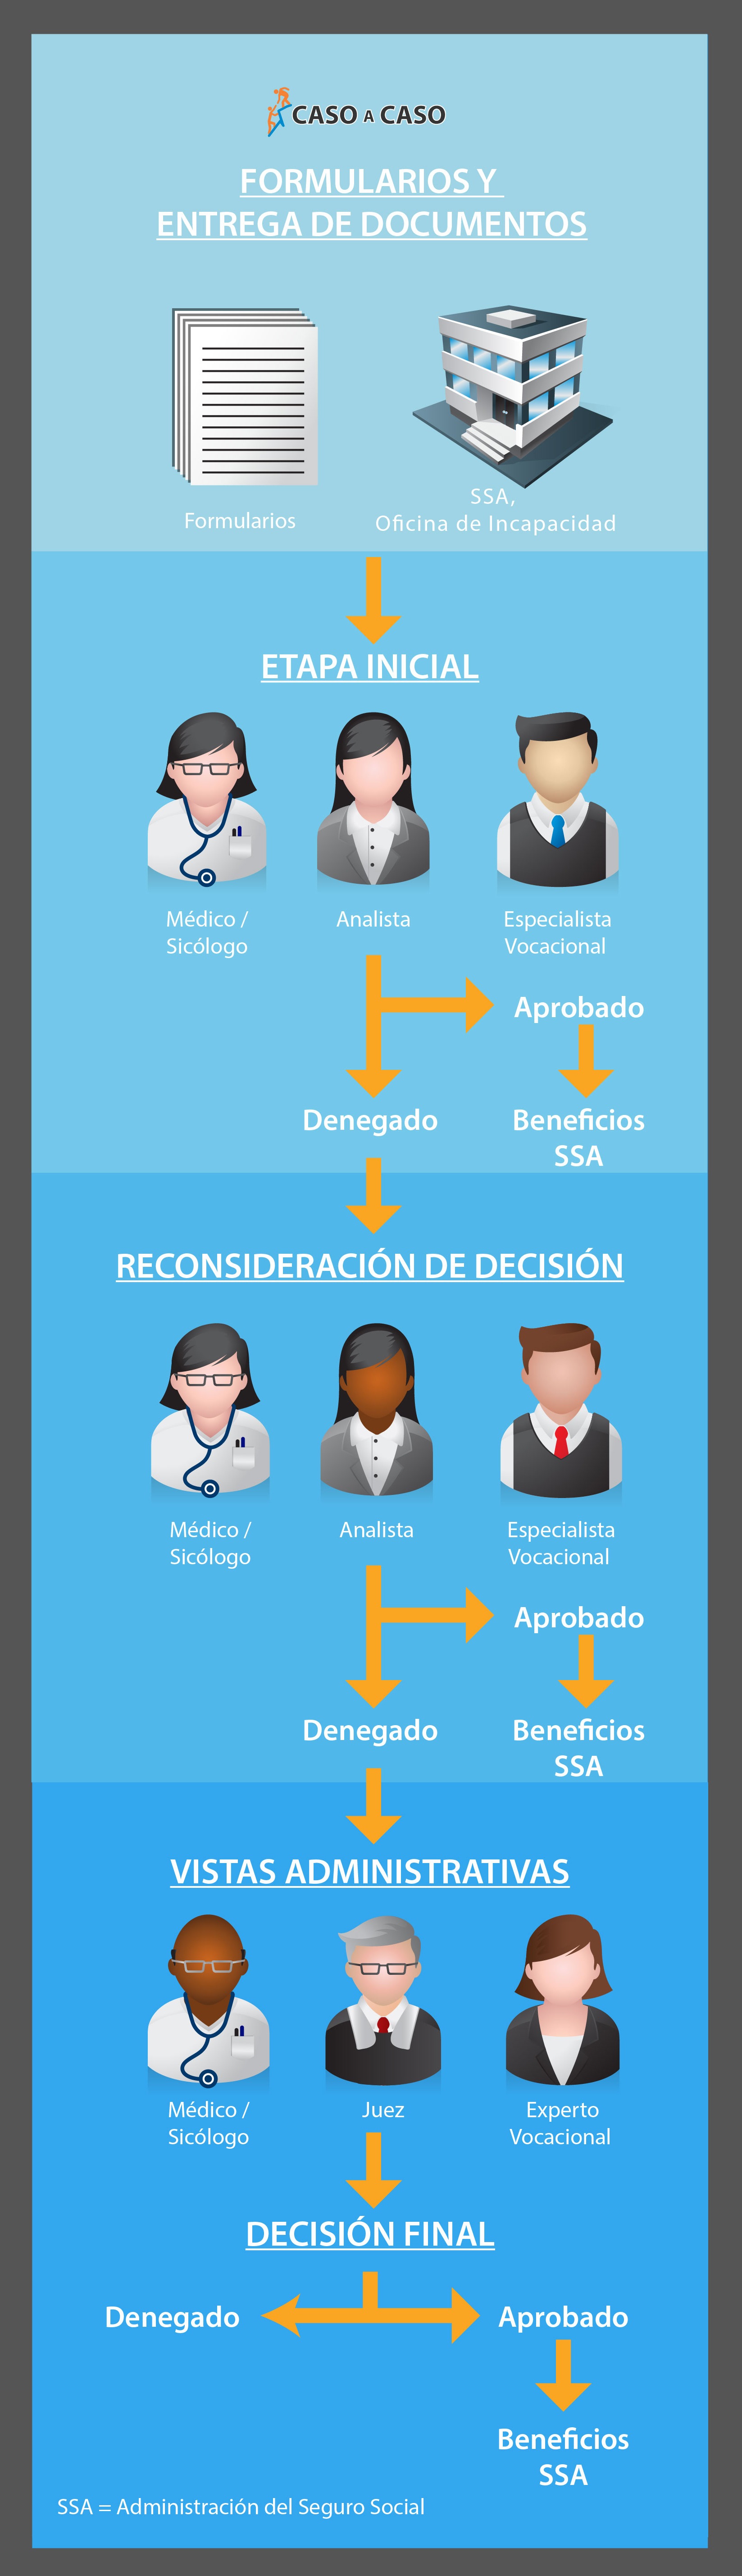 CASO A CASO
FORMULARIOS Y
ENTREGA DE DOCUMENTOS
Formularios
SSA,
Oficina de Incapacidad
ETAPA INICIAL
Médico /
Sicólogo
Analista
Especialista
Vocacional
Aprobado
Denegado
Beneficios
SSA
RECONSIDERACIÓN DE DECISIÓN
Médico /
Sicólogo
Analista
Especialista
Vocacional
Aprobado
Denegado
Beneficios
SSA
VISTAS ADMINISTRATIVAS
Médico /
Sicólogo
Juez
Experto
Vocacional
DECISIÓN FINAL
Denegado
Aprobado
Beneficios
SSA
SSA = Administración del Seguro Social